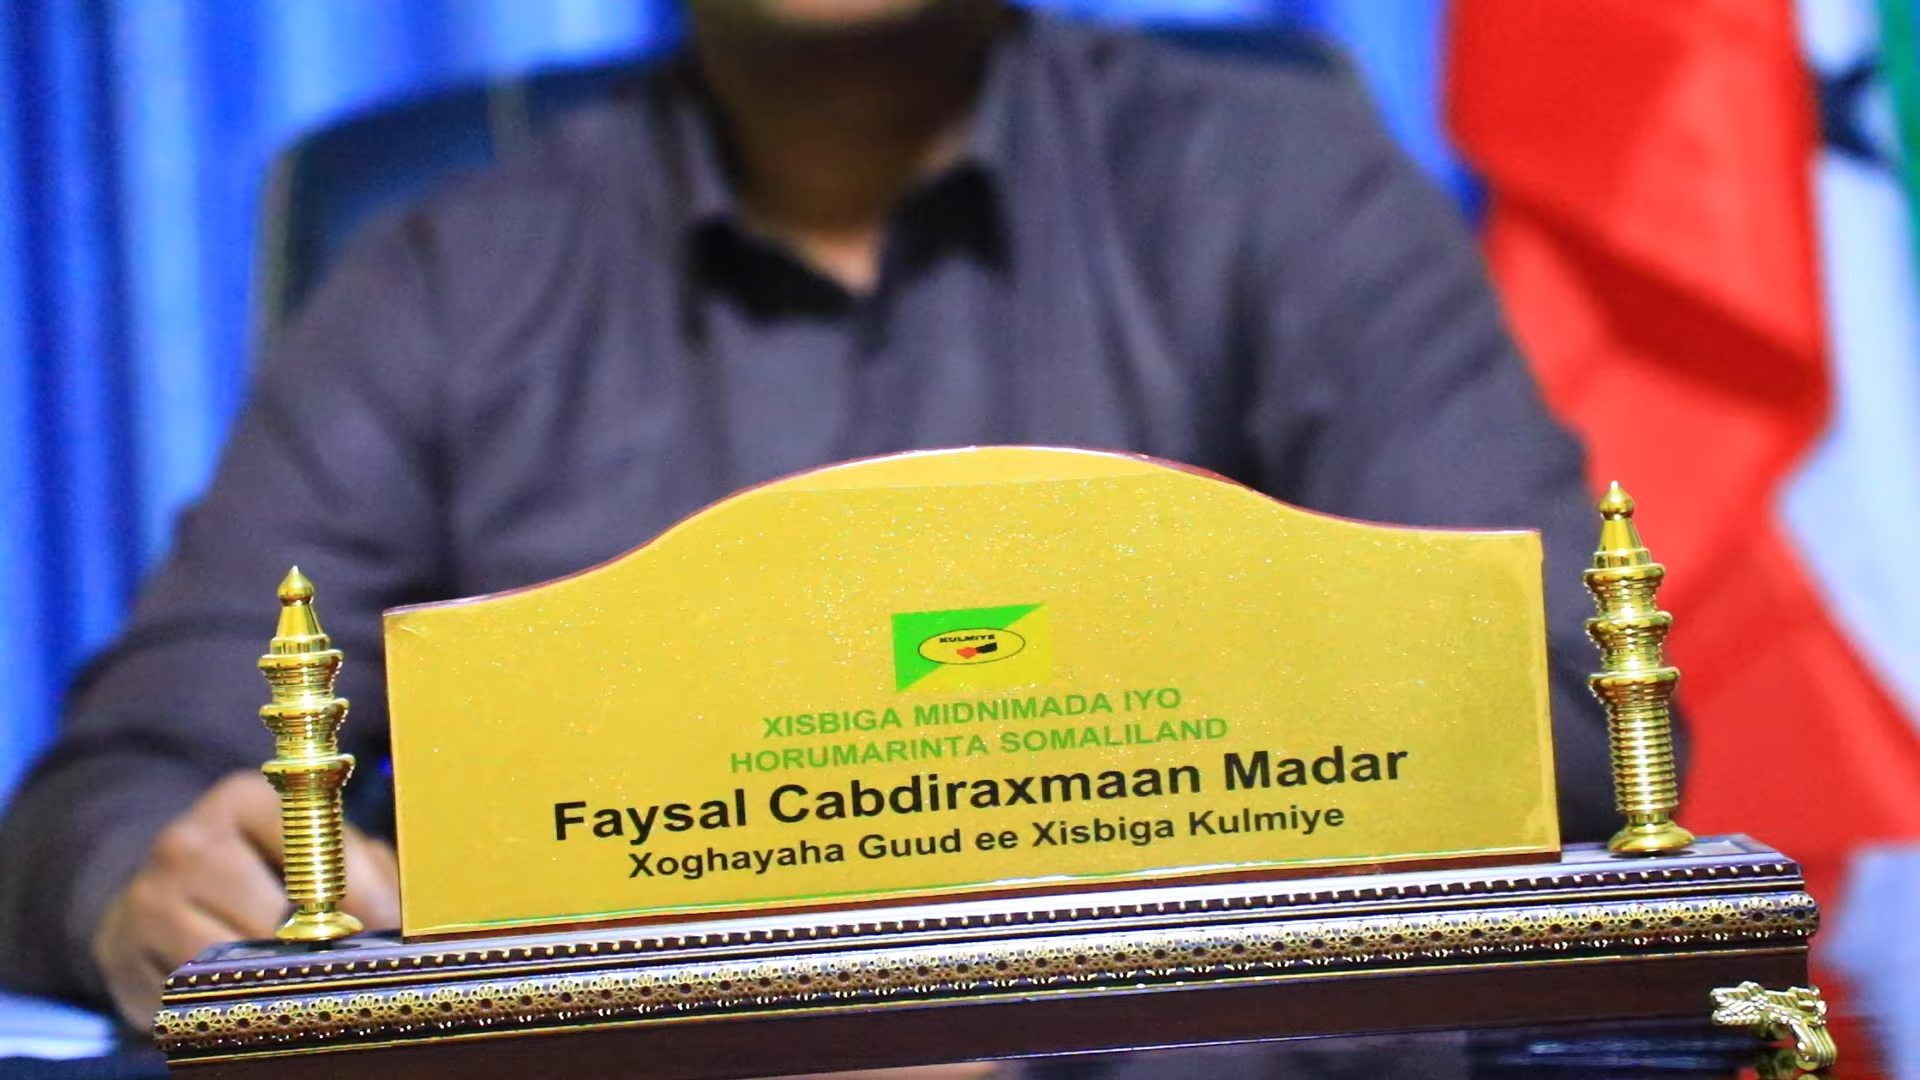 KULMIYE
XISBIGA MIDNIMADA IYO
HORUMARINTA SOMALILAND
Faysal Cabdiraxmaan Madar
Xoghayaha Guud ee Xisbiga Kulmiye